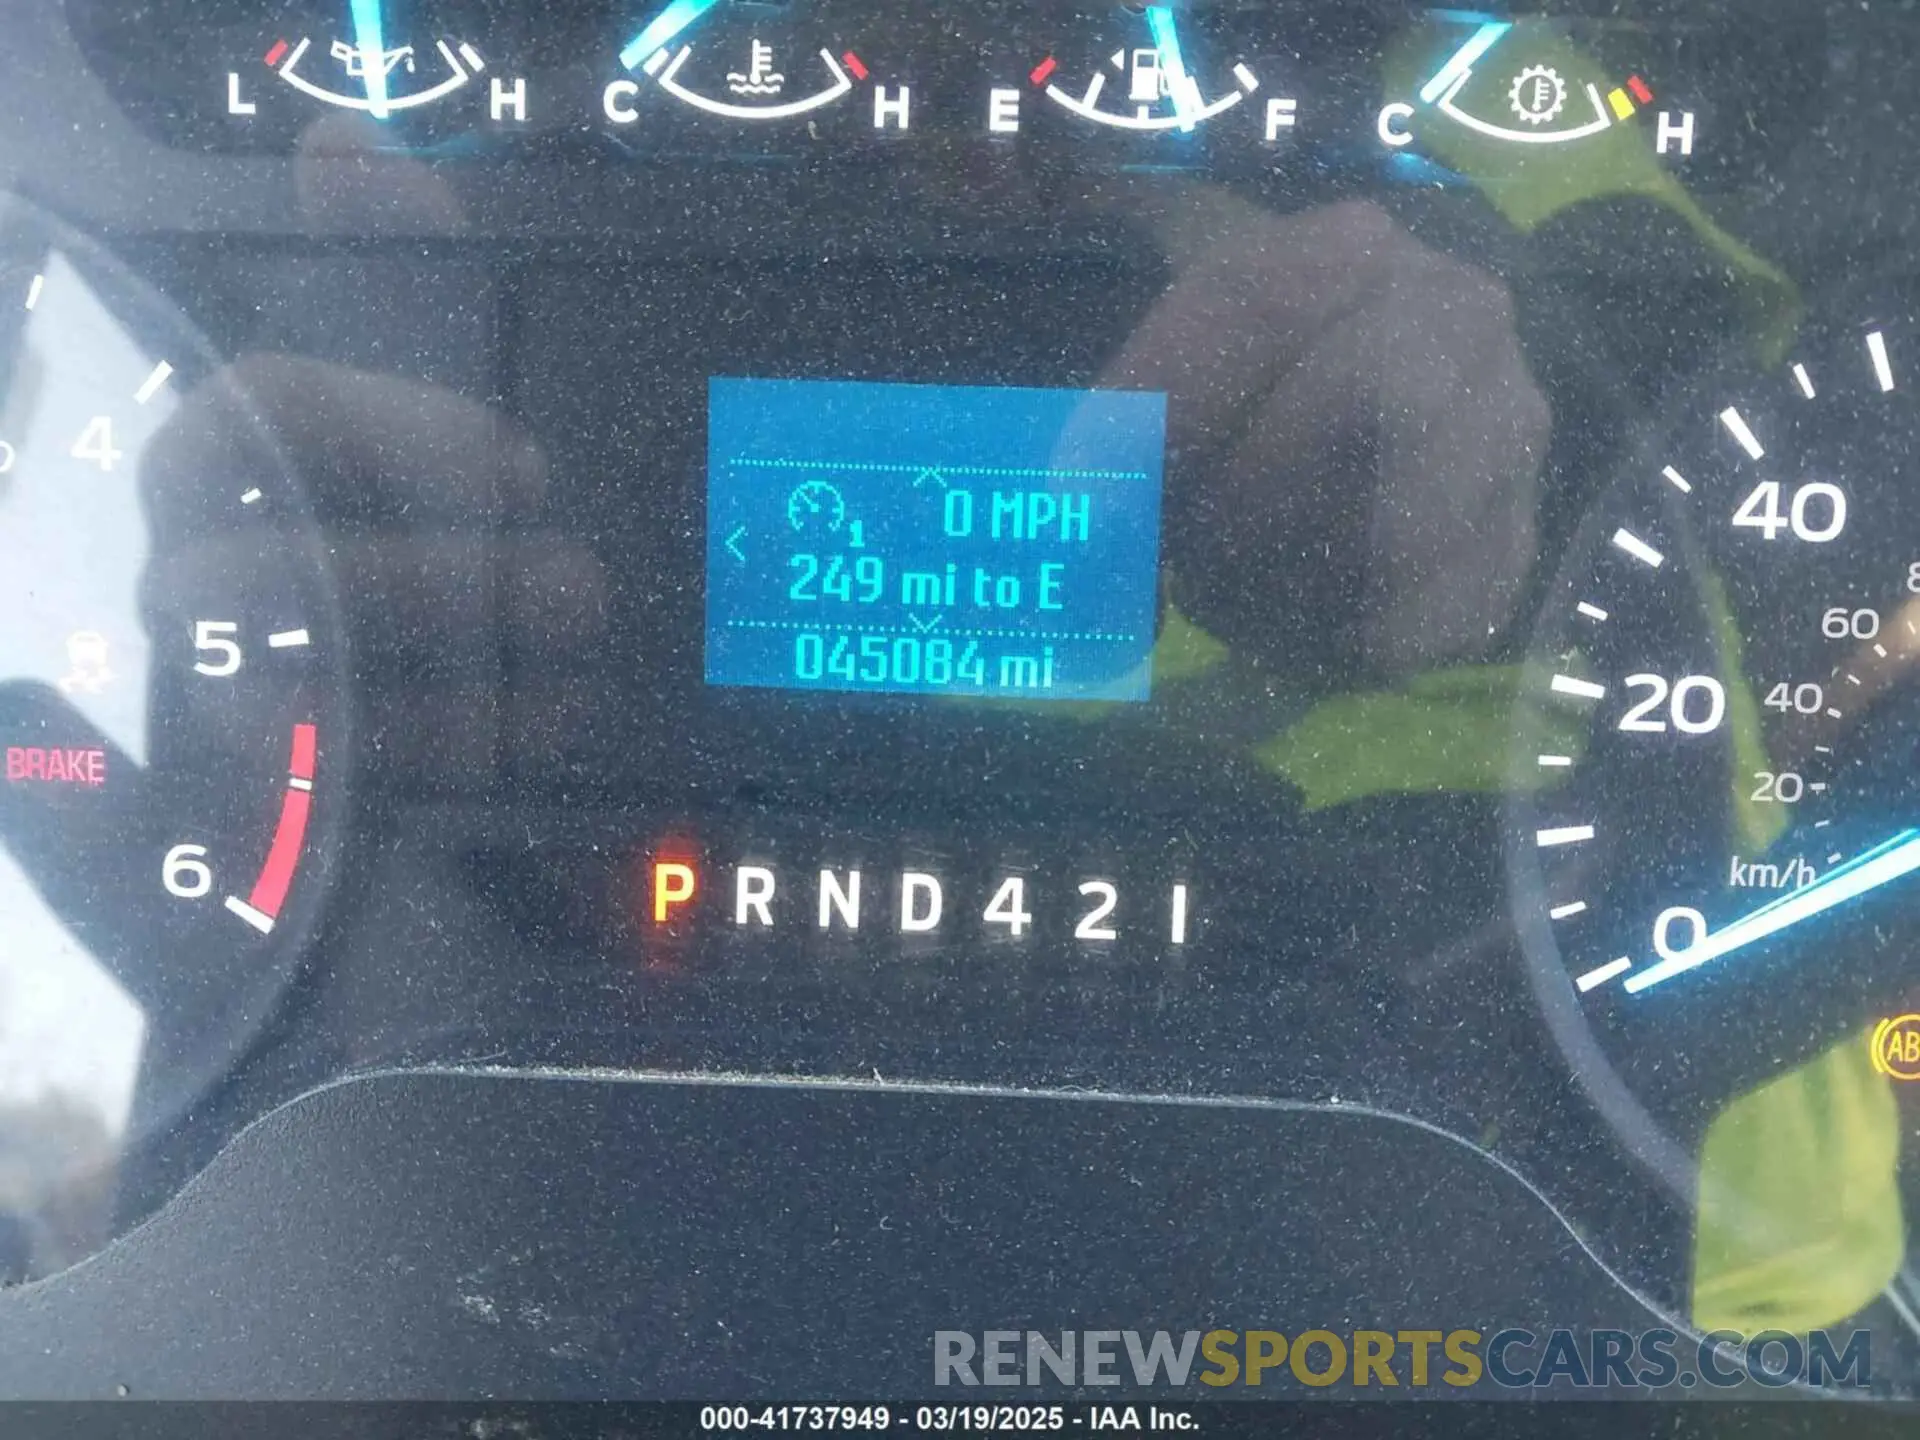 L H C H E F C H
4
5
6
BRAKE
0 MPH
1
249 mi to E
045084 mi
P R N D 4 2 1
40
20
0
60
40
20
km/h
RENEWSPORTSCARS.COM
000-41737949 - 03/19/2025 - IAA Inc.